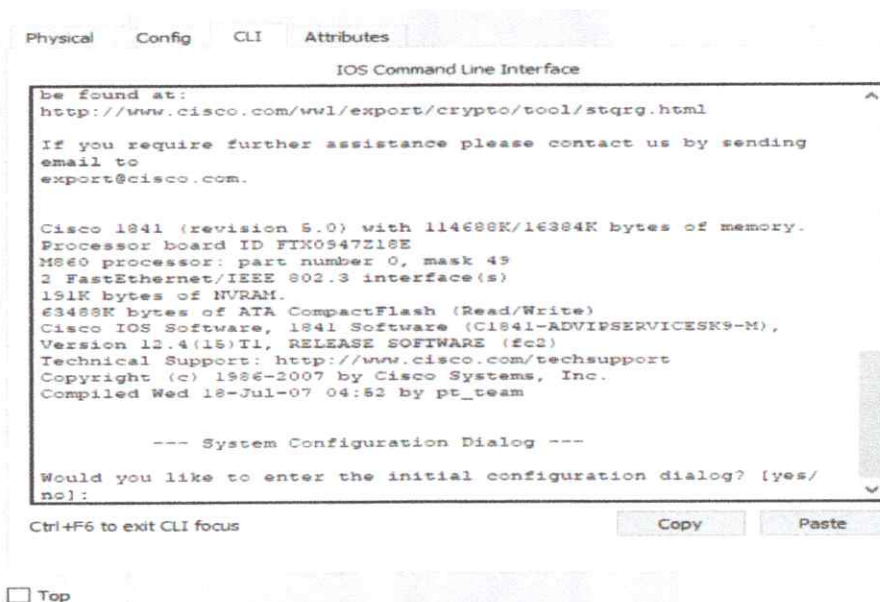 Physical Config CLI Attributes
IOS Command Line Interface
be found at:
http://www.cisco.com/wwl/export/crypto/tool/stqrg.html
If you require further assistance please contact us by sending
email to
export@cisco.com.
Cisco 1841 (revision 5.0) with 114688K/16384K bytes of memory.
Processor board ID FTX0947Z18E
M860 processor: part number 0, mask 49
2 FastEthernet/IEEE 802.3 interface(s)
191K bytes of NVRAM.
63488K bytes of ATA CompactFlash (Read/Write)
Cisco IOS Software, 1841 Software (C1841-ADVIPSERVICESK9-M),
Version 12.4(15)T1, RELEASE SOFTWARE (fc2)
Technical Support: http://www.cisco.com/techsupport
Copyright (c) 1986-2007 by Cisco Systems, Inc.
Compiled Wed 18-Jul-07 04:52 by pt_team
--- System Configuration Dialog ---
Would you like to enter the initial configuration dialog? [yes/
no]:
Ctrl+F6 to exit CLI focus
Copy Paste
Top